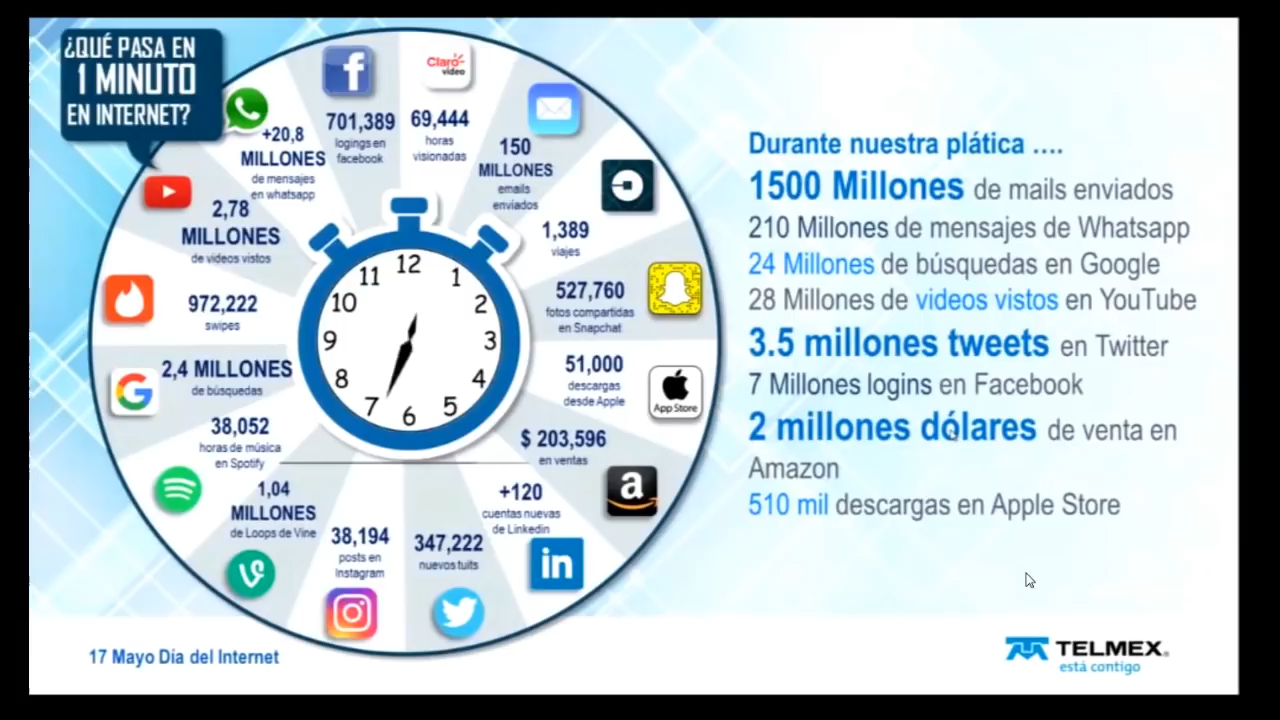 ¿QUÉ PASA EN
1 MINUTO
EN INTERNET?
Claro
video
701,389
logings en
facebook
69,444
horas
visionadas
150
MILLONES
emails
enviados
1,389
viajes
527,760
fotos compartidas
en Snapchat
51,000
descargas
desde Apple
App Store
$ 203,596
en ventas
a
+120
cuentas nuevas
de Linkedin
in
347,222
nuevos tuits
38,194
posts en
Instagram
1,04
MILLONES
de Loops de Vine
38,052
horas de música
en Spotify
2,4 MILLONES
de búsquedas
G
972,222
swipes
2,78
MILLONES
de videos vistos
+20,8
MILLONES
de mensajes
en whatsapp
f
12
1
2
3
4
5
6
7
8
9
10
11
Durante nuestra plática ....
1500 Millones de mails enviados
210 Millones de mensajes de Whatsapp
24 Millones de búsquedas en Google
28 Millones de videos vistos en YouTube
3.5 millones tweets en Twitter
7 Millones logins en Facebook
2 millones dólares de venta en
Amazon
510 mil descargas en Apple Store
17 Mayo Día del Internet
TELMEX®
está contigo